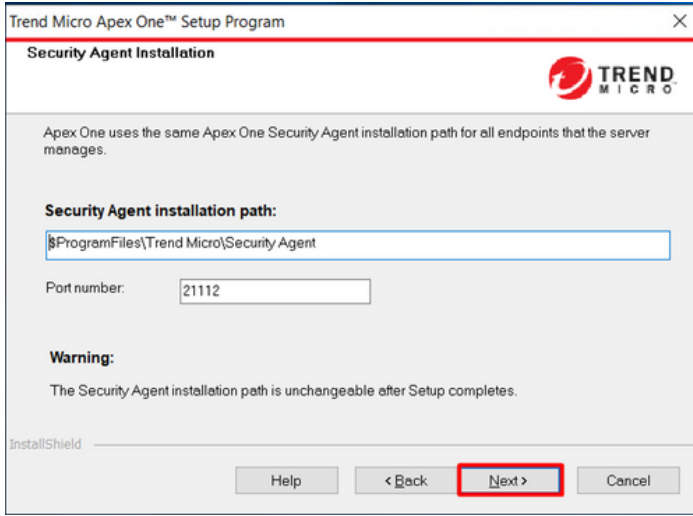 Trend Micro Apex One™ Setup Program
Security Agent Installation
TREND
MICRO
Apex One uses the same Apex One Security Agent installation path for all endpoints that the server
manages.
Security Agent installation path:
$ProgramFiles\Trend Micro\Security Agent
Port number:
21112
Warning:
The Security Agent installation path is unchangeable after Setup completes.
InstallShield
Help
< Back
Next >
Cancel